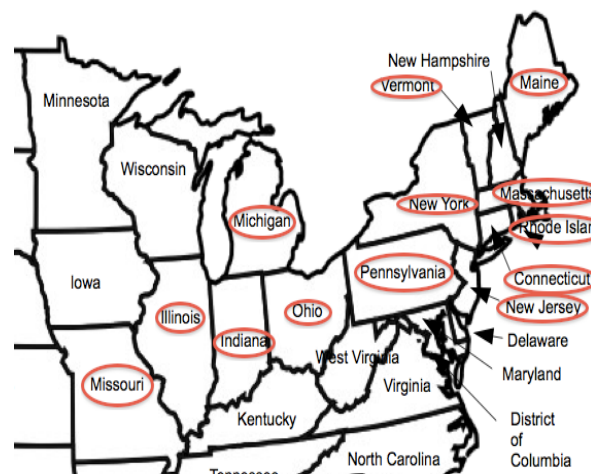 New Hampshire
Vermont
Maine
Minnesota
Wisconsin
Massachusetts
New York
Rhode Islan
Michigan
Pennsylvania
Connecticut
Iowa
New Jersey
Illinois
Ohio
Indiana
Delaware
West Virginia
Maryland
Missouri
Virginia
Kentucky
District
of
Columbia
North Carolina
Tennessee